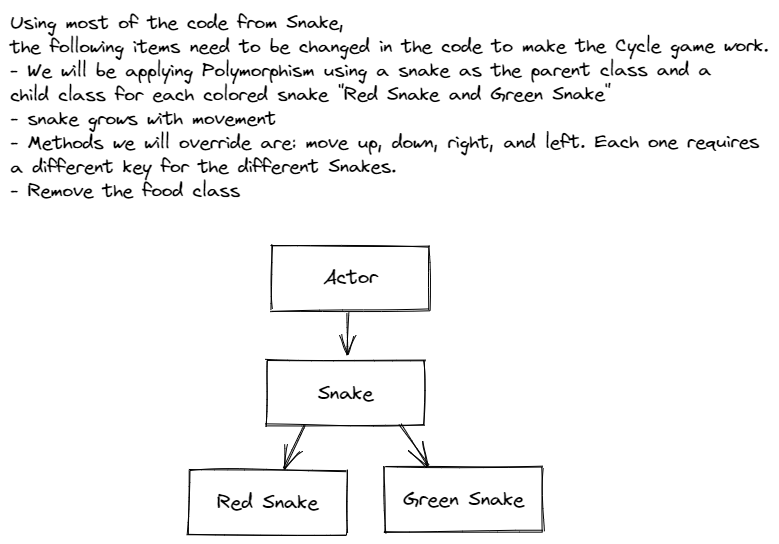 Using most of the code from Snake,
the following items need to be changed in the code to make the Cycle game work.
- We will be applying Polymorphism using a snake as the parent class and a
child class for each colored snake "Red Snake and Green Snake"
- snake grows with movement
- Methods we will override are: move up, down, right, and left. Each one requires
a different key for the different Snakes.
- Remove the food class
Actor
Snake
Red Snake
Green Snake